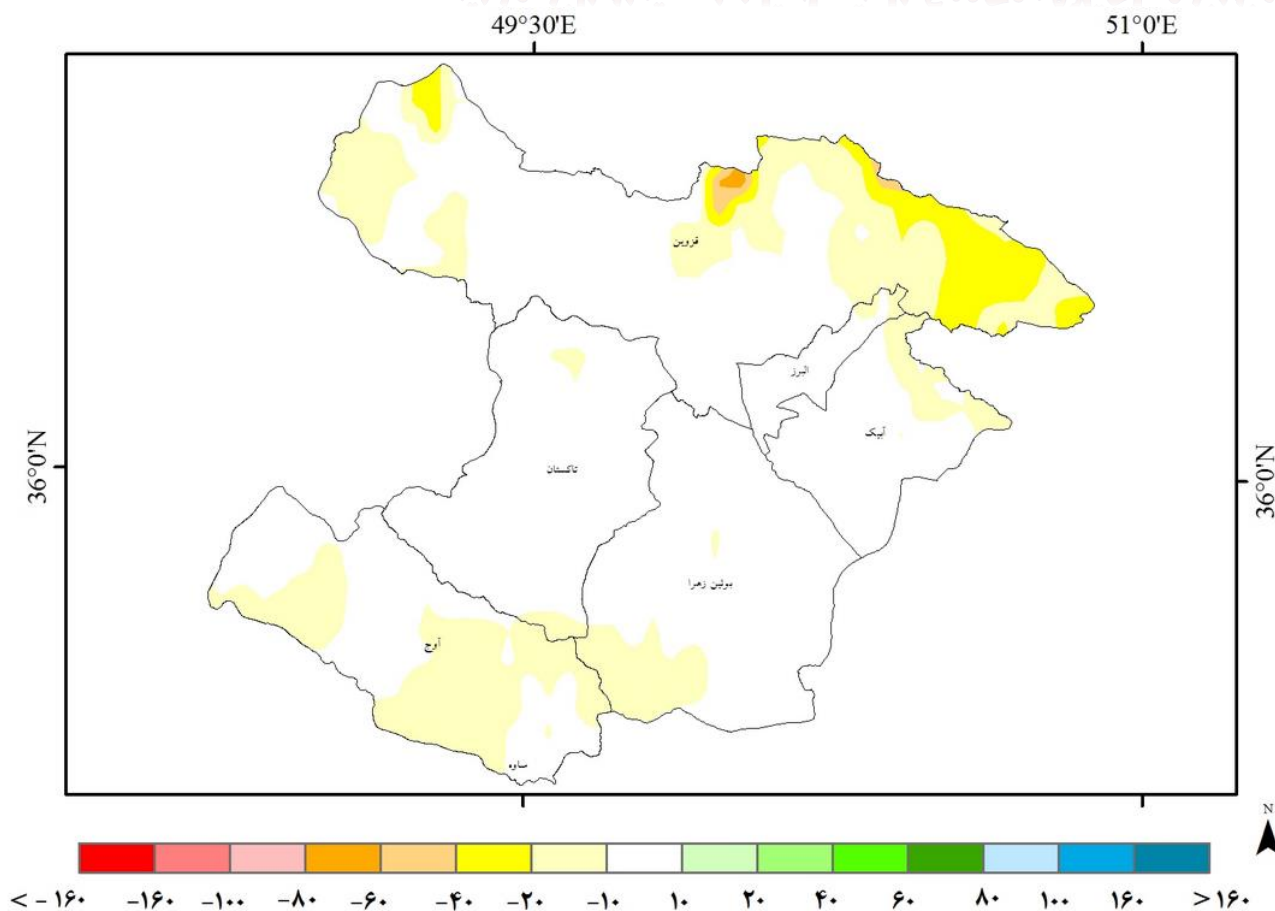 49°30'E 51°0'E
قزوین
البرز
آبیک
36°0'N 36°0'N
تاکستان
بوئین زهرا
آوج
ساوه
N
< -۱۶۰ -۱۶۰ -۱۰۰ -۸۰ -۶۰ -۴۰ -۲۰ -۱۰ ۱۰ ۲۰ ۴۰ ۶۰ ۸۰ ۱۰۰ ۱۶۰ >۱۶۰